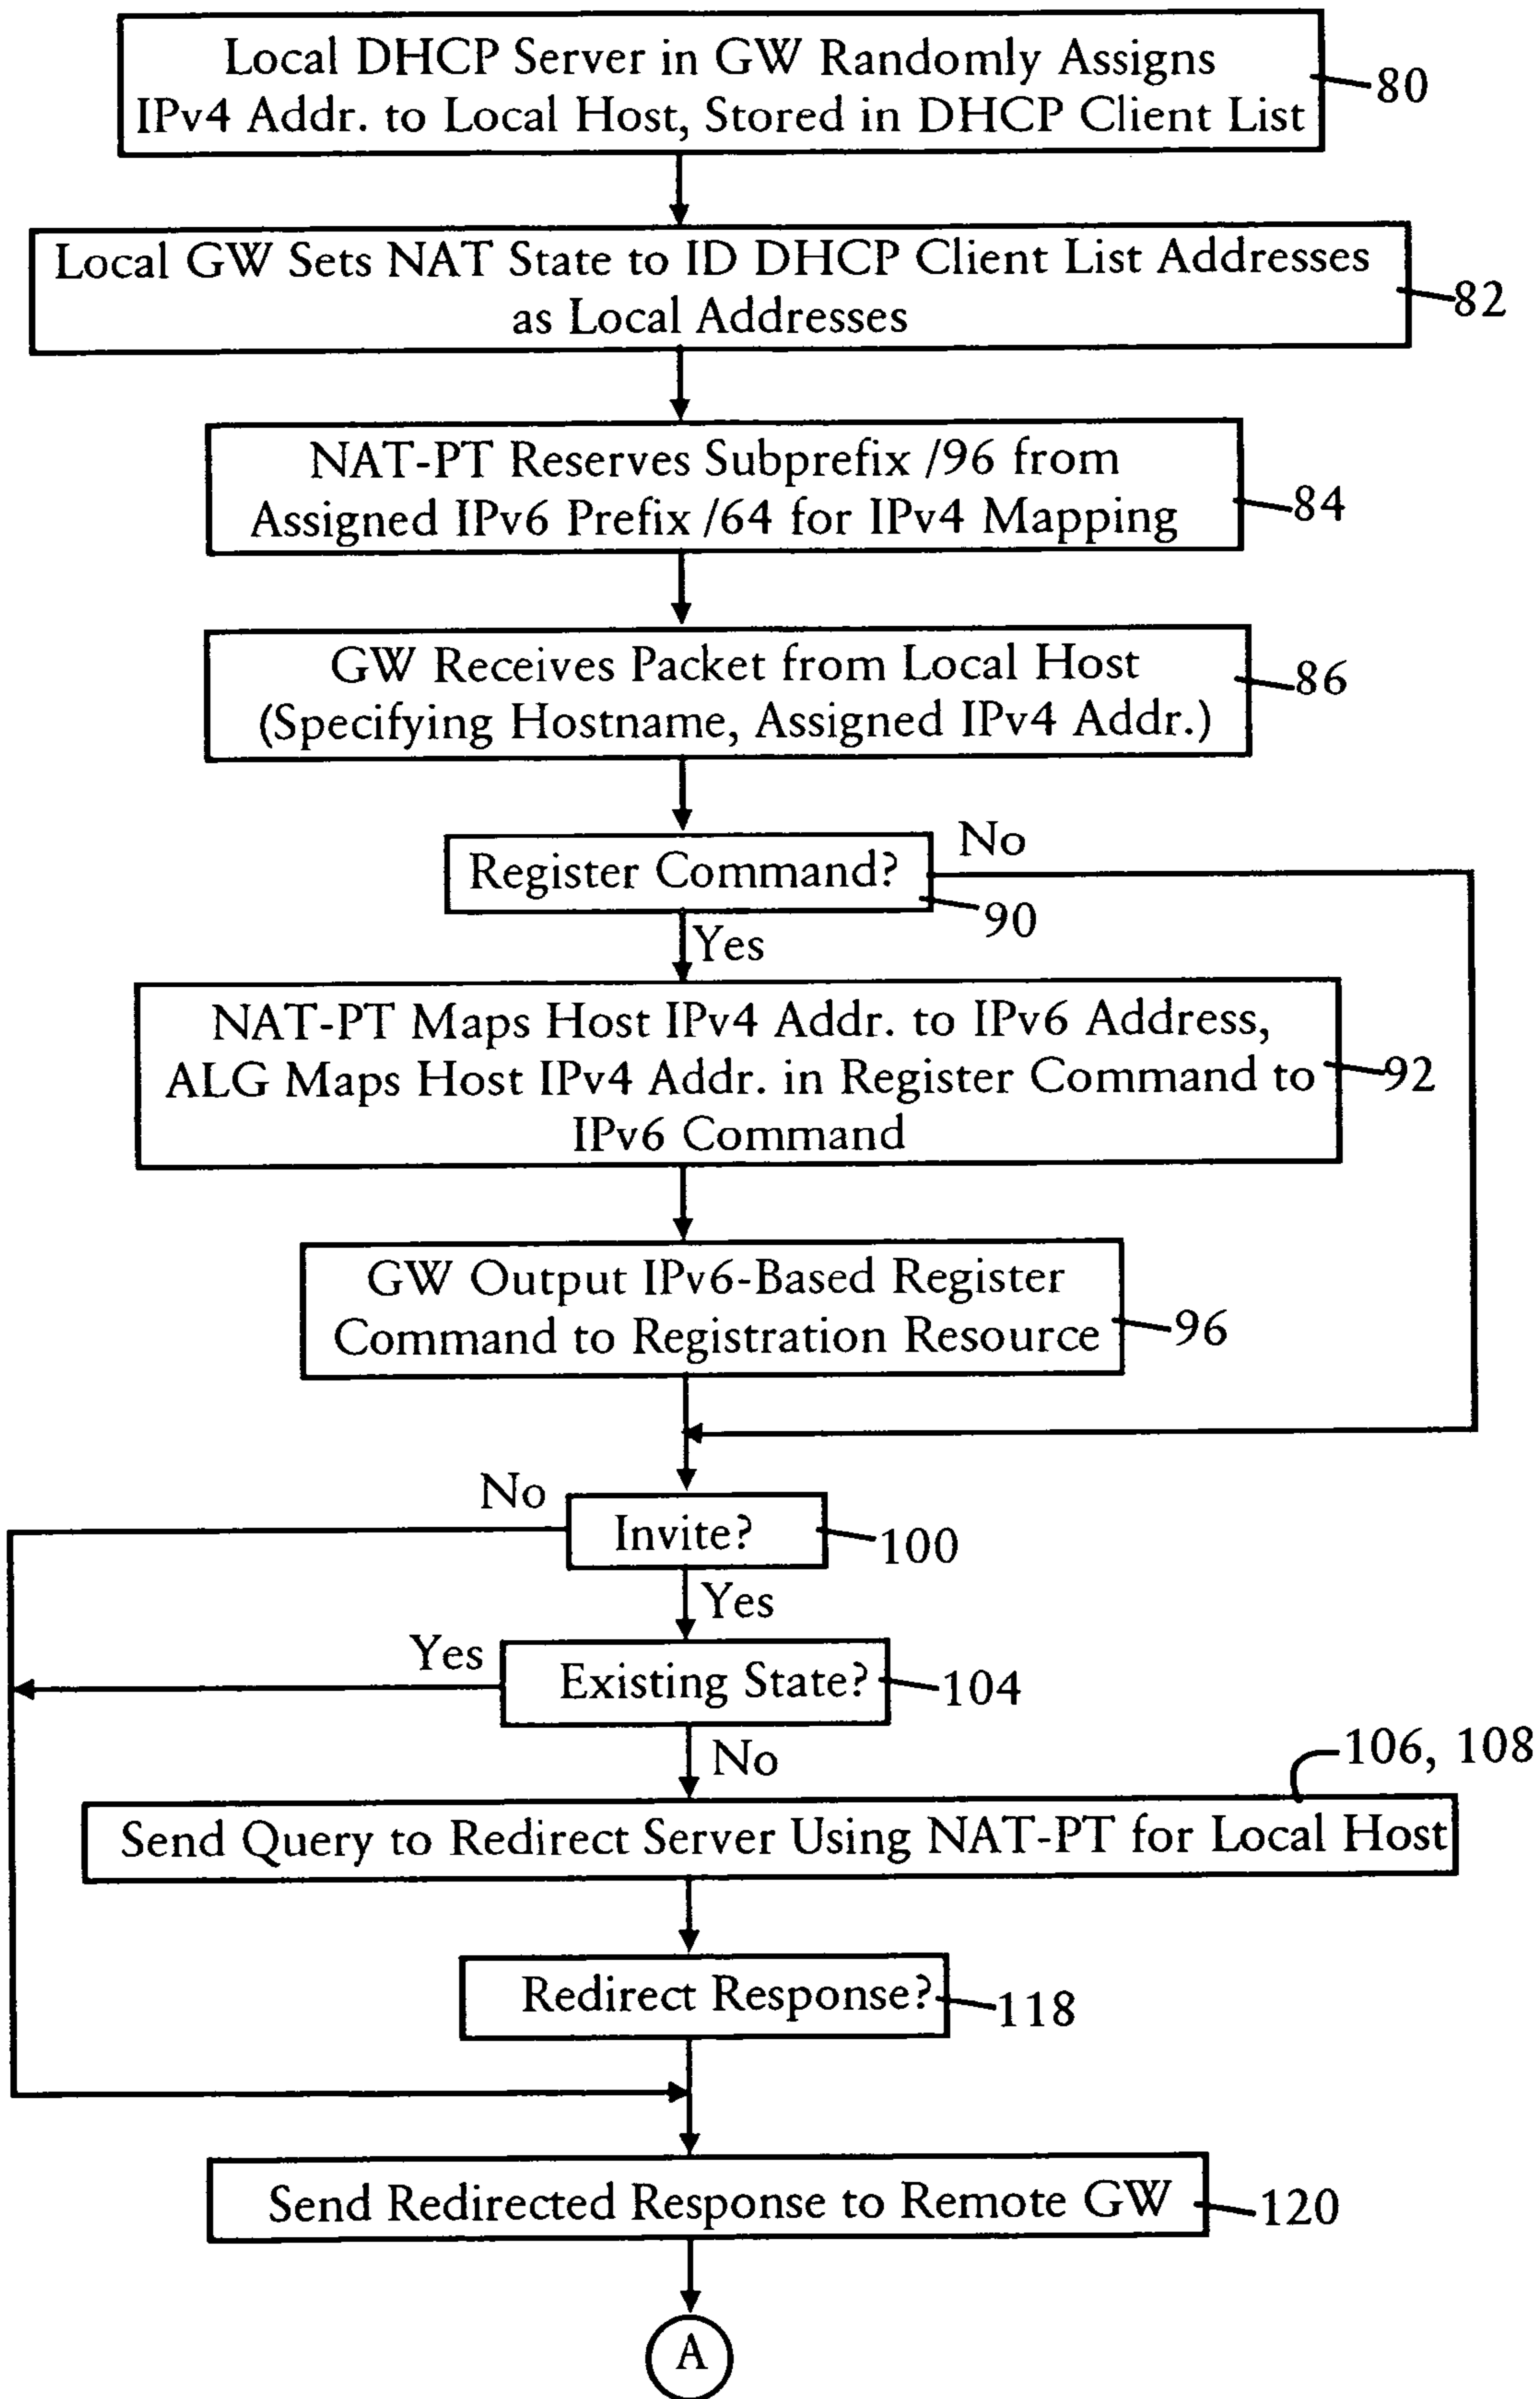 Local DHCP Server in GW Randomly Assigns
IPv4 Addr. to Local Host, Stored in DHCP Client List
80
Local GW Sets NAT State to ID DHCP Client List Addresses
as Local Addresses
82
NAT-PT Reserves Subprefix /96 from
Assigned IPv6 Prefix /64 for IPv4 Mapping
84
GW Receives Packet from Local Host
(Specifying Hostname, Assigned IPv4 Addr.)
86
Register Command?
No
90
Yes
NAT-PT Maps Host IPv4 Addr. to IPv6 Address,
ALG Maps Host IPv4 Addr. in Register Command to
IPv6 Command
92
GW Output IPv6-Based Register
Command to Registration Resource
96
No
Invite?
100
Yes
Yes
Existing State?
104
No
106, 108
Send Query to Redirect Server Using NAT-PT for Local Host
Redirect Response?
118
Send Redirected Response to Remote GW
120
A